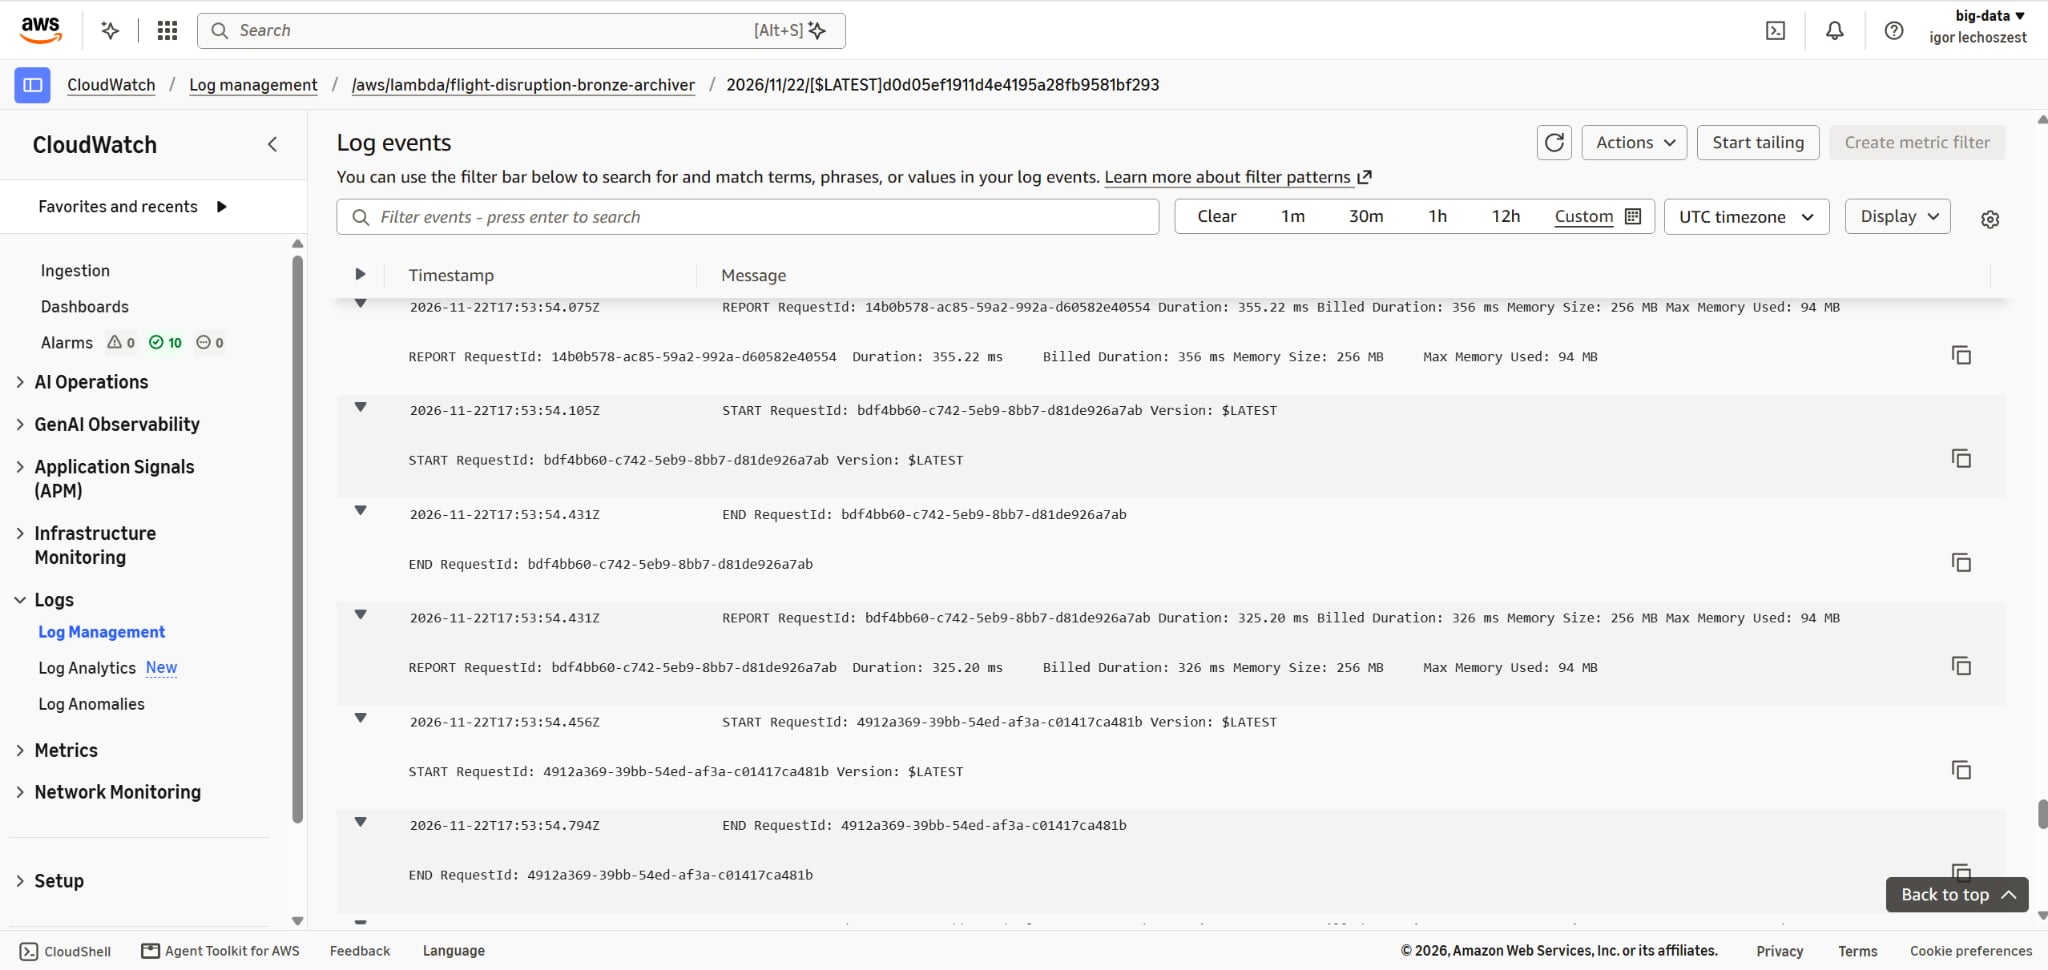 aws
Search [Alt+S]
big-data
igor lechoszest
CloudWatch / Log management / /aws/lambda/flight-disruption-bronze-archiver / 2026/11/22/[$LATEST]d0d05ef1911d4e4195a28fb9581bf293
CloudWatch
Favorites and recents
Ingestion
Dashboards
Alarms 0 10 0
AI Operations
GenAI Observability
Application Signals
(APM)
Infrastructure
Monitoring
Logs
Log Management
Log Analytics New
Log Anomalies
Metrics
Network Monitoring
Setup
Log events
Actions
Start tailing
Create metric filter
You can use the filter bar below to search for and match terms, phrases, or values in your log events. Learn more about filter patterns
Filter events - press enter to search
Clear 1m 30m 1h 12h Custom
UTC timezone
Display
Timestamp Message
2026-11-22T17:53:54.075Z REPORT RequestId: 14b0b578-ac85-59a2-992a-d60582e40554 Duration: 355.22 ms Billed Duration: 356 ms Memory Size: 256 MB Max Memory Used: 94 MB
REPORT RequestId: 14b0b578-ac85-59a2-992a-d60582e40554 Duration: 355.22 ms Billed Duration: 356 ms Memory Size: 256 MB Max Memory Used: 94 MB
2026-11-22T17:53:54.105Z START RequestId: bdf4bb60-c742-5eb9-8bb7-d81de926a7ab Version: $LATEST
START RequestId: bdf4bb60-c742-5eb9-8bb7-d81de926a7ab Version: $LATEST
2026-11-22T17:53:54.431Z END RequestId: bdf4bb60-c742-5eb9-8bb7-d81de926a7ab
END RequestId: bdf4bb60-c742-5eb9-8bb7-d81de926a7ab
2026-11-22T17:53:54.431Z REPORT RequestId: bdf4bb60-c742-5eb9-8bb7-d81de926a7ab Duration: 325.20 ms Billed Duration: 326 ms Memory Size: 256 MB Max Memory Used: 94 MB
REPORT RequestId: bdf4bb60-c742-5eb9-8bb7-d81de926a7ab Duration: 325.20 ms Billed Duration: 326 ms Memory Size: 256 MB Max Memory Used: 94 MB
2026-11-22T17:53:54.456Z START RequestId: 4912a369-39bb-54ed-af3a-c01417ca481b Version: $LATEST
START RequestId: 4912a369-39bb-54ed-af3a-c01417ca481b Version: $LATEST
2026-11-22T17:53:54.794Z END RequestId: 4912a369-39bb-54ed-af3a-c01417ca481b
END RequestId: 4912a369-39bb-54ed-af3a-c01417ca481b
Back to top
CloudShell Agent Toolkit for AWS Feedback Language © 2026, Amazon Web Services, Inc. or its affiliates. Privacy Terms Cookie preferences